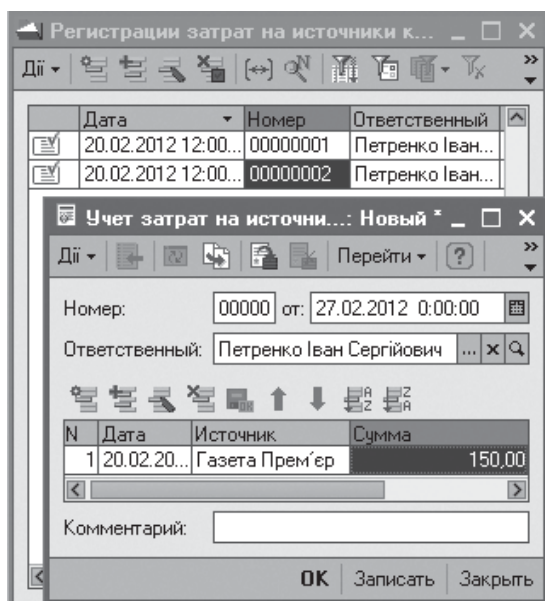 Регистрации затрат на источники к...
Дії
Дата Номер Ответственный
20.02.2012 12:00... 00000001 Петренко Іван...
20.02.2012 12:00... 00000002 Петренко Іван...
Учет затрат на источни...: Новый *
Дії Перейти ?
Номер: 00000 от: 27.02.2012 0:00:00
Ответственный: Петренко Іван Сергійович ... x
N Дата Источник Сумма
1 20.02.20... Газета Прем´єр 150,00
Комментарий:
OK Записать Закрыть